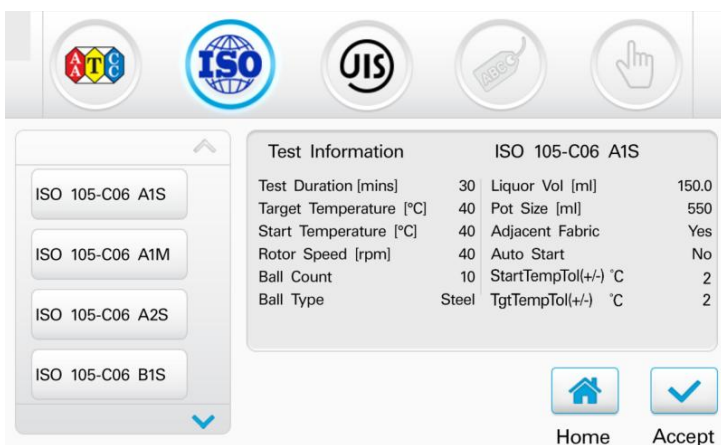 AATCC
ISO
JIS
ABC
ISO 105-C06 A1S
ISO 105-C06 A1M
ISO 105-C06 A2S
ISO 105-C06 B1S
Test Information ISO 105-C06 A1S
Test Duration [mins] 30 Liquor Vol [ml] 150.0
Target Temperature [°C] 40 Pot Size [ml] 550
Start Temperature [°C] 40 Adjacent Fabric Yes
Rotor Speed [rpm] 40 Auto Start No
Ball Count 10 StartTempTol(+/-) °C 2
Ball Type Steel TgtTempTol(+/-) °C 2
Home Accept